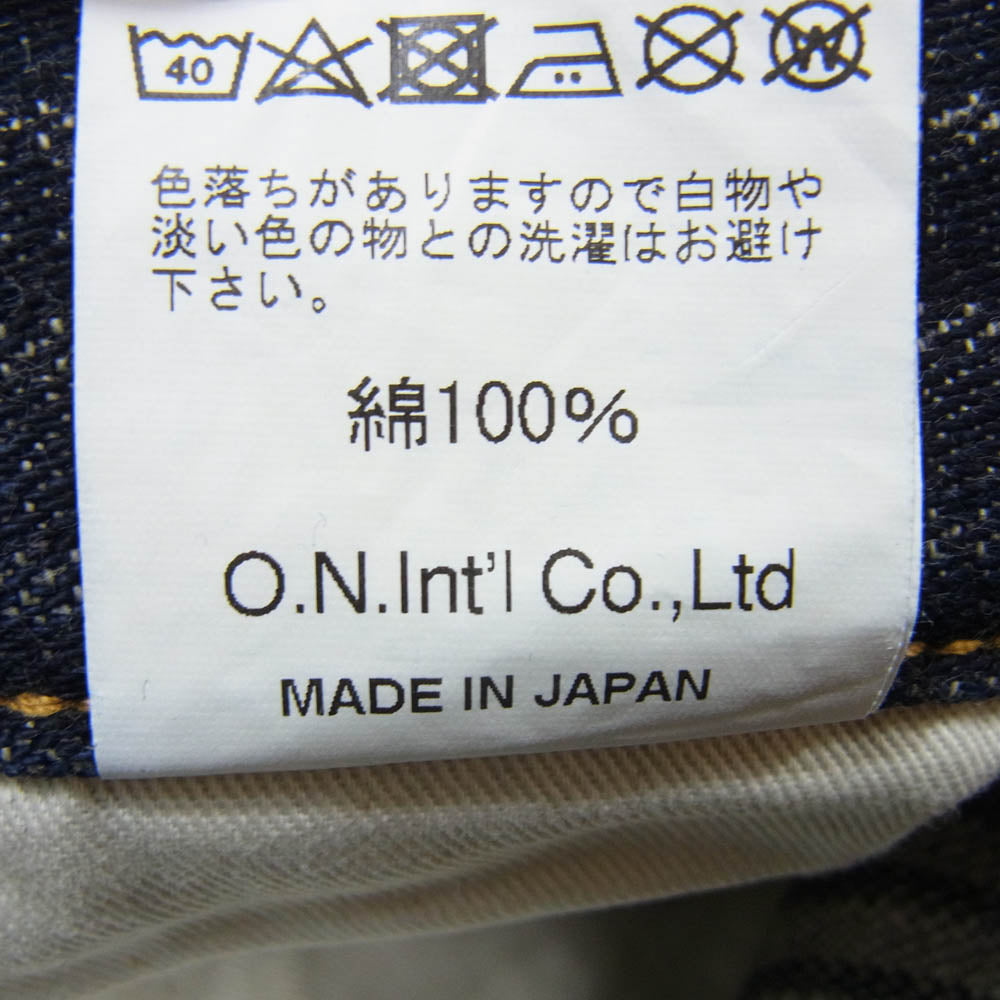 40
W
色落ちがありますので白物や
淡い色の物との洗濯はお避け
下さい。
綿100%
O.N.Int'l Co.,Ltd
MADE IN JAPAN